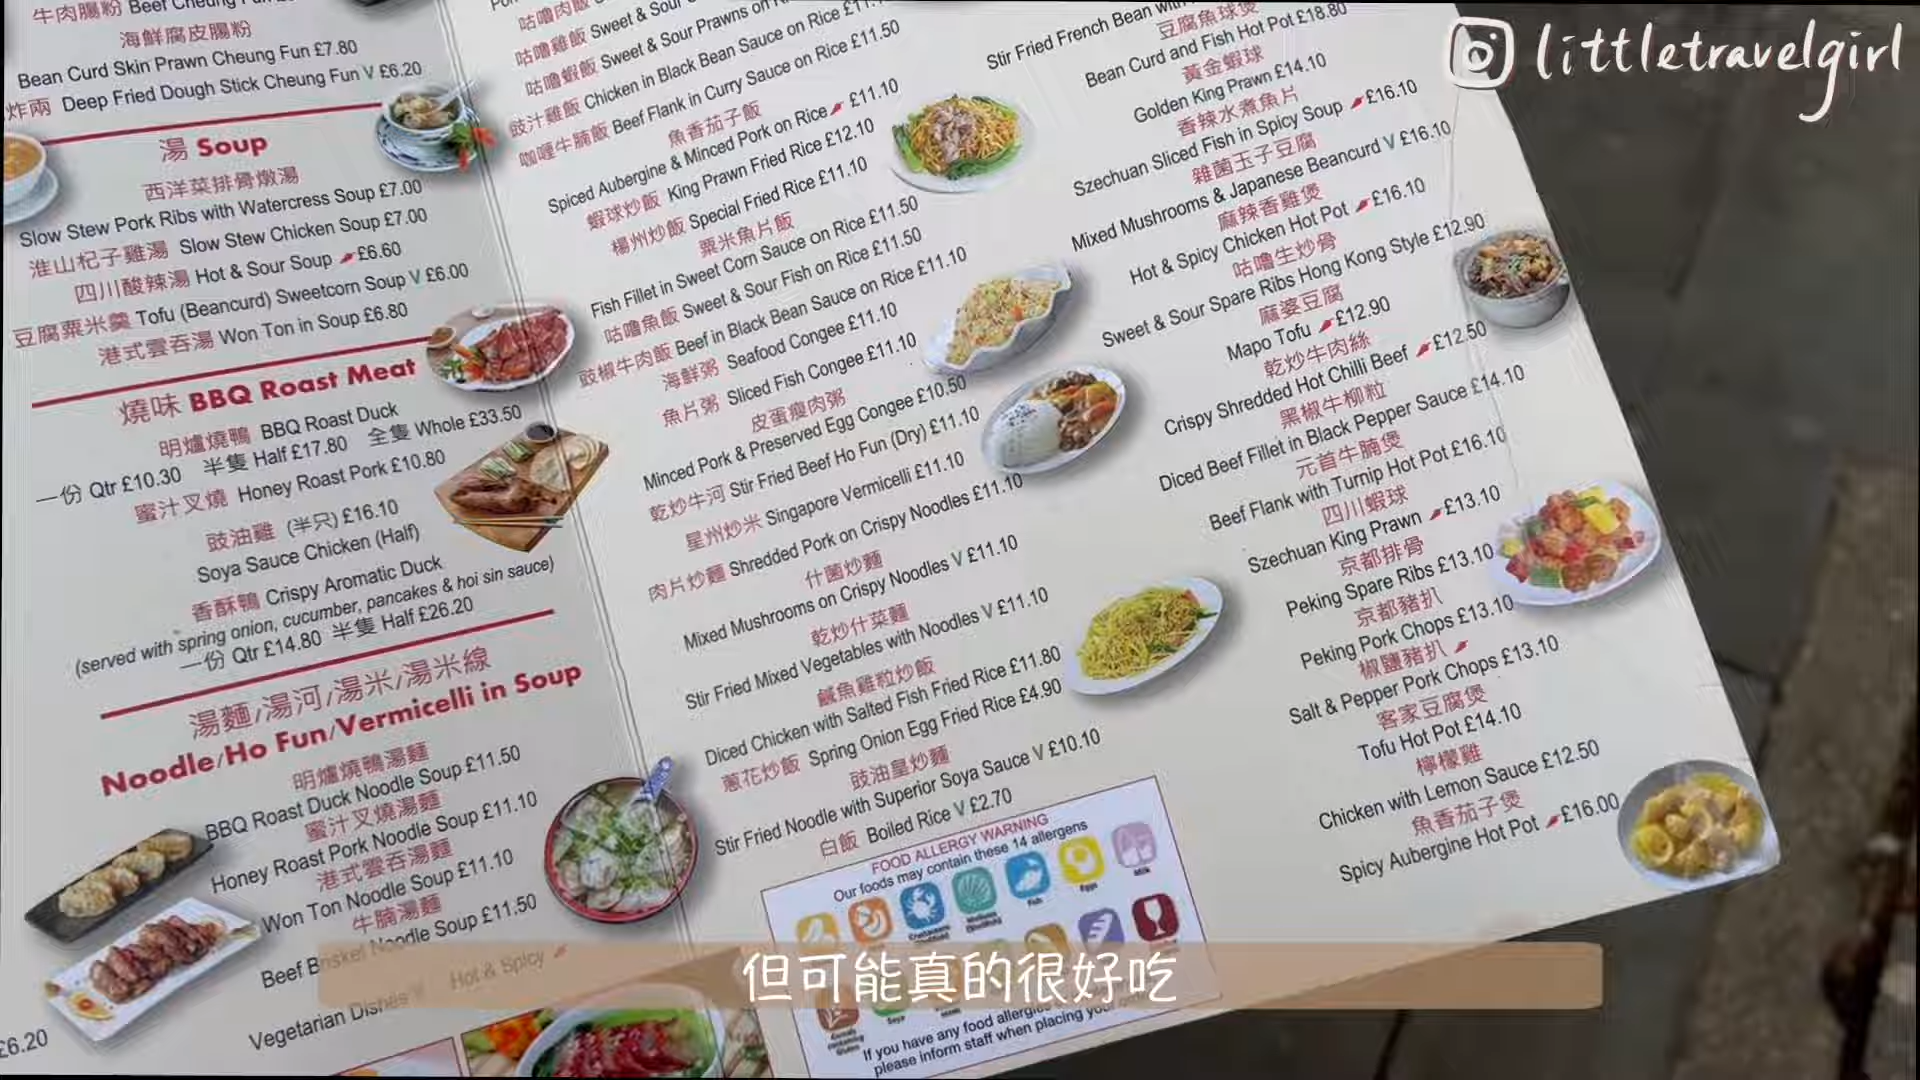 牛肉腸粉 Beef Cheung Fun
海鮮腐皮腸粉
Bean Curd Skin Prawn Cheung Fun £7.80
炸兩 Deep Fried Dough Stick Cheung Fun V £6.20
湯 Soup
西洋菜排骨燉湯
Slow Stew Pork Ribs with Watercress Soup £7.00
淮山杞子雞湯 Slow Stew Chicken Soup £7.00
四川酸辣湯 Hot & Sour Soup £6.60
豆腐粟米羹 Tofu (Beancurd) Sweetcorn Soup V £6.00
港式雲吞湯 Won Ton in Soup £6.80
燒味 BBQ Roast Meat
明爐燒鴨 BBQ Roast Duck
一份 Qtr £10.30 半隻 Half £17.80 全隻 Whole £33.50
蜜汁叉燒 Honey Roast Pork £10.80
豉油雞 (半只) £16.10
Soya Sauce Chicken (Half)
香酥鴨 Crispy Aromatic Duck
(served with spring onion, cucumber, pancakes & hoi sin sauce)
一份 Qtr £14.80 半隻 Half £26.20
湯麵/湯河/湯米/湯米線
Noodle/Ho Fun/Vermicelli in Soup
明爐燒鴨湯麵
BBQ Roast Duck Noodle Soup £11.50
蜜汁叉燒湯麵
Honey Roast Pork Noodle Soup £11.10
港式雲吞湯麵
Won Ton Noodle Soup £11.10
牛腩湯麵
Beef Brisket Noodle Soup £11.50
Vegetarian Dishes V Hot & Spicy
£6.20
咕嚕肉飯 Sweet & Sour
咕嚕雞飯 Sweet & Sour
咕嚕蝦飯 Sweet & Sour Prawns on
豉汁雞飯 Chicken in Black Bean Sauce on Rice
咖喱牛腩飯 Beef Flank in Curry Sauce on Rice £11.50
魚香茄子飯
Spiced Aubergine & Minced Pork on Rice £11.10
蝦球炒飯 King Prawn Fried Rice £12.10
楊州炒飯 Special Fried Rice £11.10
粟米魚片飯
Fish Fillet in Sweet Corn Sauce on Rice £11.50
咕嚕魚飯 Sweet & Sour Fish on Rice £11.50
豉椒牛肉飯 Beef in Black Bean Sauce on Rice £11.10
海鮮粥 Seafood Congee £11.10
魚片粥 Sliced Fish Congee £11.10
皮蛋瘦肉粥
Minced Pork & Preserved Egg Congee £10.50
乾炒牛河 Stir Fried Beef Ho Fun (Dry) £11.10
星州炒米 Singapore Vermicelli £11.10
肉片炒麵 Shredded Pork on Crispy Noodles £11.10
什菌炒麵
Mixed Mushrooms on Crispy Noodles V £11.10
乾炒什菜麵
Stir Fried Mixed Vegetables with Noodles V £11.10
鹹魚雞粒炒飯
Diced Chicken with Salted Fish Fried Rice £11.80
蔥花炒飯 Spring Onion Egg Fried Rice £4.90
豉油皇炒麵
Stir Fried Noodle with Superior Soya Sauce V £10.10
白飯 Boiled Rice V £2.70
FOOD ALLERGY WARNING
Our foods may contain these 14 allergens
Fish Eggs Milk
Soya
If you have any food allergies
please inform staff when placing your
Stir Fried French Bean with
豆腐魚球煲
Bean Curd and Fish Hot Pot £18.80
黃金蝦球
Golden King Prawn £14.10
香辣水煮魚片
Szechuan Sliced Fish in Spicy Soup £16.10
雜菌玉子豆腐
Mixed Mushrooms & Japanese Beancurd V £16.10
麻辣香雞煲
Hot & Spicy Chicken Hot Pot £16.10
咕嚕生炒骨
Sweet & Sour Spare Ribs Hong Kong Style £12.90
麻婆豆腐
Mapo Tofu £12.90
乾炒牛肉絲
Crispy Shredded Hot Chilli Beef £12.50
黑椒牛柳粒
Diced Beef Fillet in Black Pepper Sauce £14.10
元首牛腩煲
Beef Flank with Turnip Hot Pot £16.10
四川蝦球
Szechuan King Prawn £13.10
京都排骨
Peking Spare Ribs £13.10
京都豬扒
Peking Pork Chops £13.10
椒鹽豬扒
Salt & Pepper Pork Chops £13.10
客家豆腐煲
Tofu Hot Pot £14.10
檸檬雞
Chicken with Lemon Sauce £12.50
魚香茄子煲
Spicy Aubergine Hot Pot £16.00
littletravelgirl
但可能真的很好吃